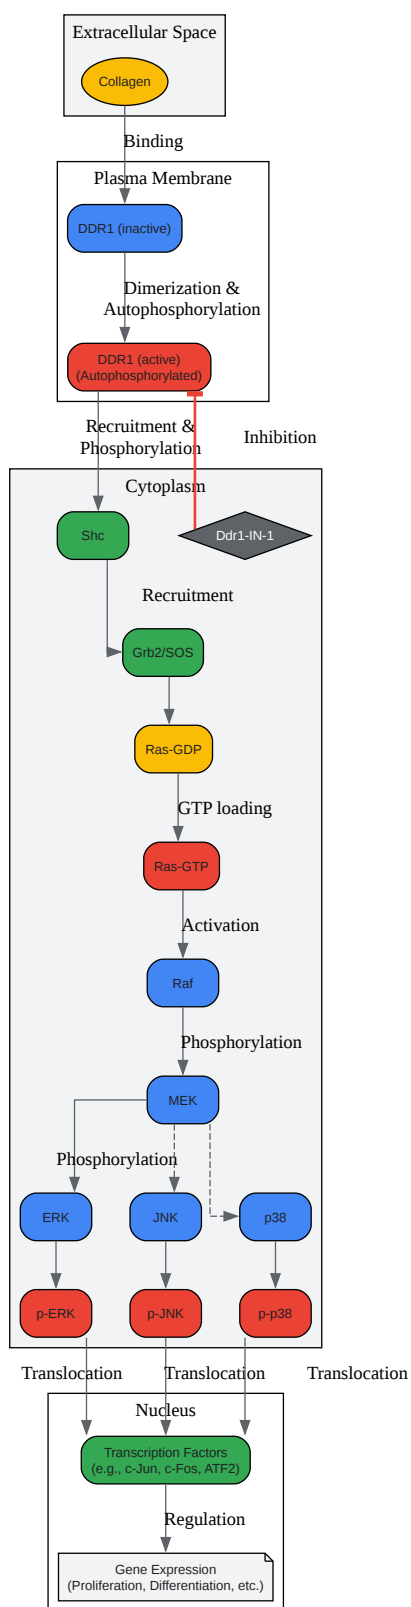 Extracellular Space
Collagen
Binding
Plasma Membrane
DDR1 (inactive)
Dimerization &
Autophosphorylation
DDR1 (active)
(Autophosphorylated)
Recruitment &
Phosphorylation
Inhibition
Cytoplasm
Shc
Ddr1-IN-1
Recruitment
Grb2/SOS
Ras-GDP
GTP loading
Ras-GTP
Activation
Raf
Phosphorylation
MEK
Phosphorylation
ERK
JNK
p38
p-ERK
p-JNK
p-p38
Translocation
Translocation
Translocation
Nucleus
Transcription Factors
(e.g., c-Jun, c-Fos, ATF2)
Regulation
Gene Expression
(Proliferation, Differentiation, etc.)